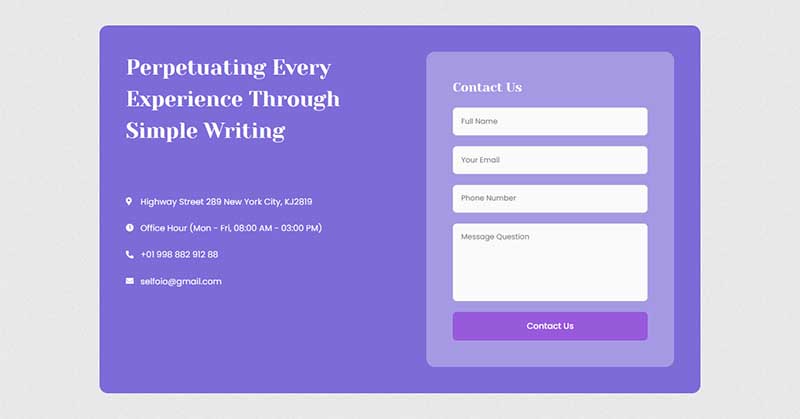 Perpetuating Every
Experience Through
Simple Writing
Highway Street 289 New York City, KJ2819
Office Hour (Mon - Fri, 08:00 AM - 03:00 PM)
+01 998 882 912 88
selfoio@gmail.com
Contact Us
Full Name
Your Email
Phone Number
Message Question
Contact Us